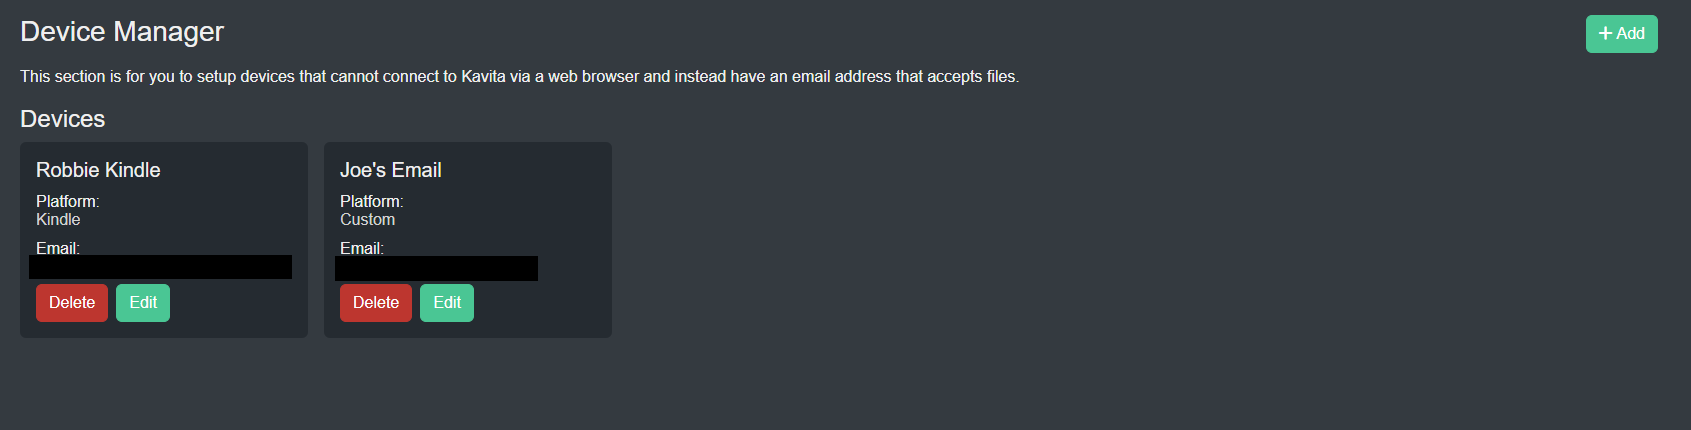 Device Manager
+ Add
This section is for you to setup devices that cannot connect to Kavita via a web browser and instead have an email address that accepts files.
Devices
Robbie Kindle
Platform:
Kindle
Email:
Delete Edit
Joe's Email
Platform:
Custom
Email:
Delete Edit